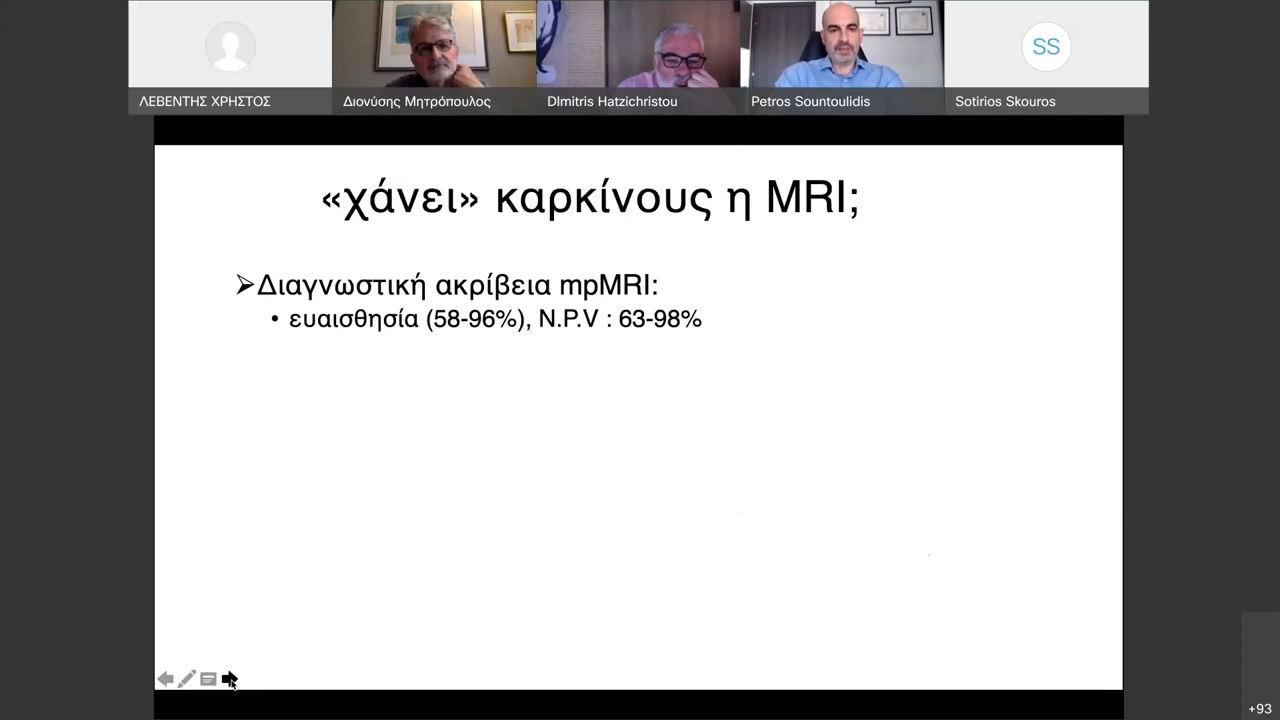 ΛΕΒΕΝΤΗΣ ΧΡΗΣΤΟΣ
Διονύσης Μητρόπουλος
DImitris Hatzichristou
Petros Sountoulidis
SS
Sotirios Skouros
«χάνει» καρκίνους η MRI;
➢Διαγνωστική ακρίβεια mpMRI:
• ευαισθησία (58-96%), N.P.V : 63-98%
+93